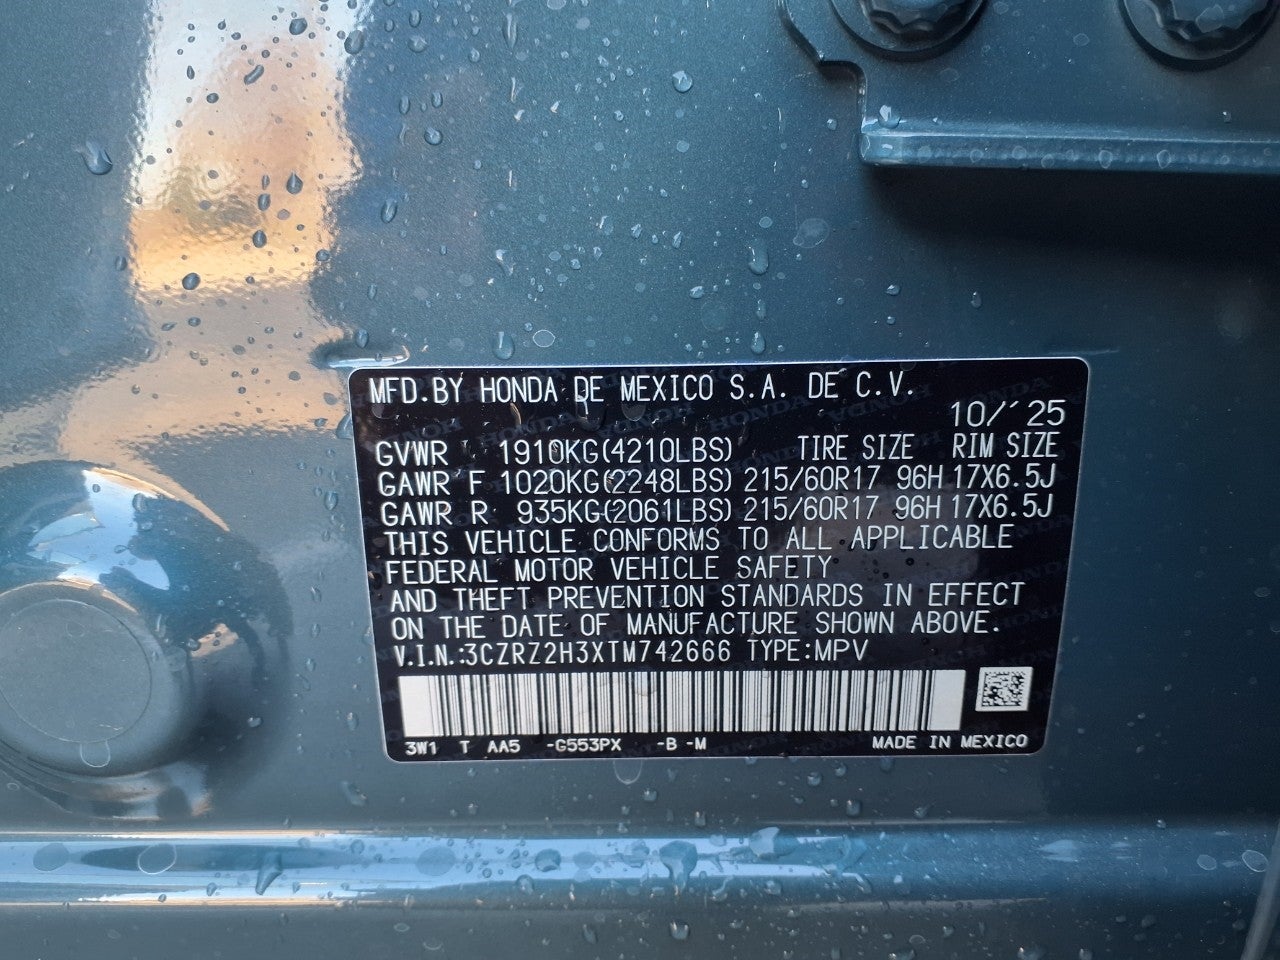 MFD.BY HONDA DE MEXICO S.A. DE C.V.
10/'25
GVWR 1910KG(4210LBS) TIRE SIZE RIM SIZE
GAWR F 1020KG(2248LBS) 215/60R17 96H 17X6.5J
GAWR R 935KG(2061LBS) 215/60R17 96H 17X6.5J
THIS VEHICLE CONFORMS TO ALL APPLICABLE
FEDERAL MOTOR VEHICLE SAFETY
AND THEFT PREVENTION STANDARDS IN EFFECT
ON THE DATE OF MANUFACTURE SHOWN ABOVE.
V.I.N.:3CZRZ2H3XTM742666 TYPE:MPV
3W1 T AA5 -G553PX -B -M MADE IN MEXICO